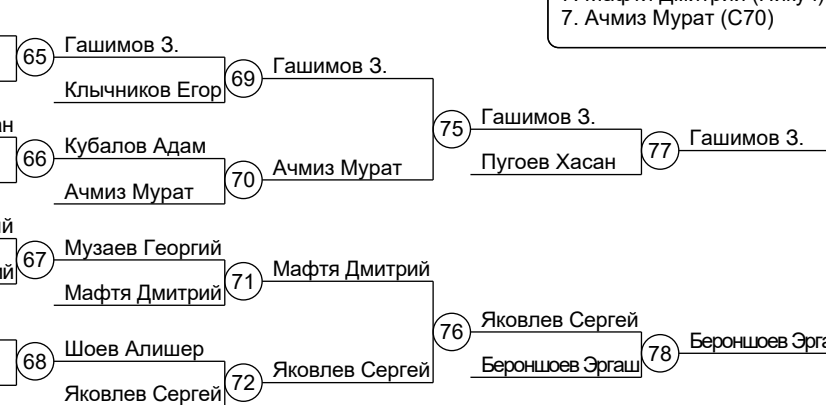 7. Ачмиз Мурат (С70)
65
Гашимов З.
Клычников Егор
69
Гашимов З.
66
Кубалов Адам
Ачмиз Мурат
70
Ачмиз Мурат
75
Гашимов З.
Пугоев Хасан
77
Гашимов З.
67
Музаев Георгий
Мафтя Дмитрий
71
Мафтя Дмитрий
68
Шоев Алишер
Яковлев Сергей
72
Яковлев Сергей
76
Яковлев Сергей
Бероншоев Эргаш
78
Бероншоев Эрга